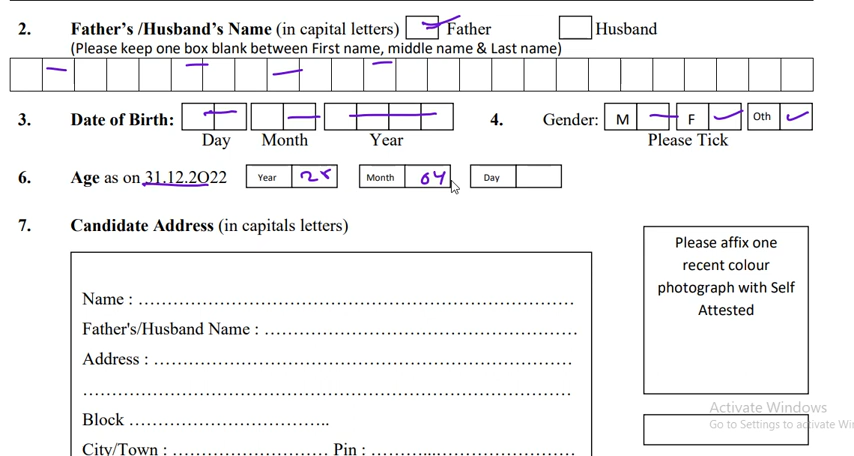 2. Father's /Husband's Name (in capital letters) Father Husband
(Please keep one box blank between First name, middle name & Last name)
3. Date of Birth: 4. Gender: M F Oth
Day Month Year Please Tick
6. Age as on 31.12.2022 Year 25 Month 04 Day
7. Candidate Address (in capitals letters)
Please affix one
recent colour
photograph with Self
Attested
Name : ....................
Father's/Husband Name : ....................
Address : ....................
Block ....................
City/Town : .................... Pin : ....................
Activate Windows
Go to Settings to activate Wi